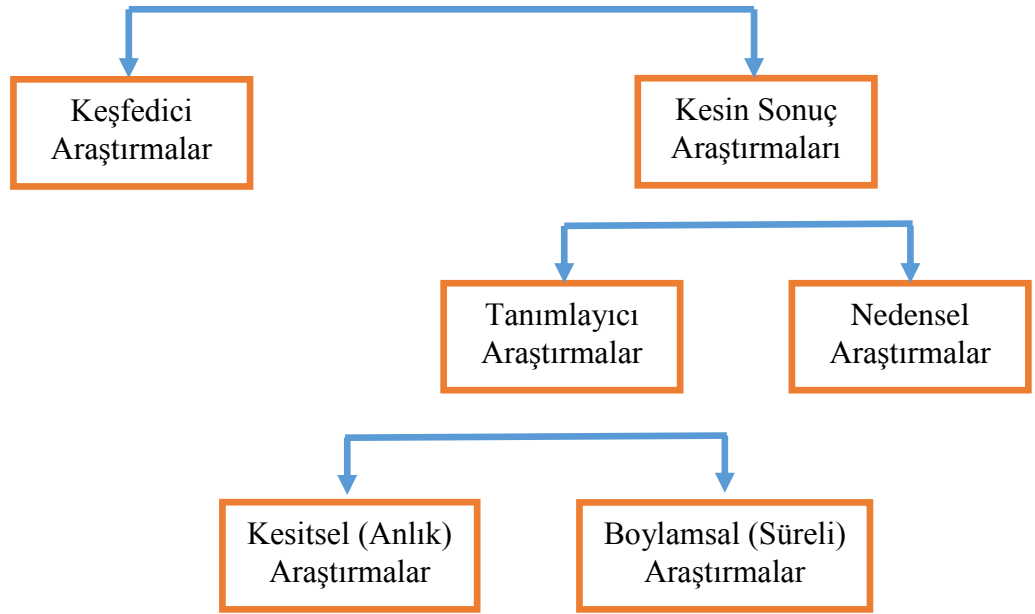 Keşfedici
Araştırmalar
Kesin Sonuç
Araştırmaları
Tanımlayıcı
Araştırmalar
Nedensel
Araştırmalar
Kesitsel (Anlık)
Araştırmalar
Boylamsal (Süreli)
Araştırmalar